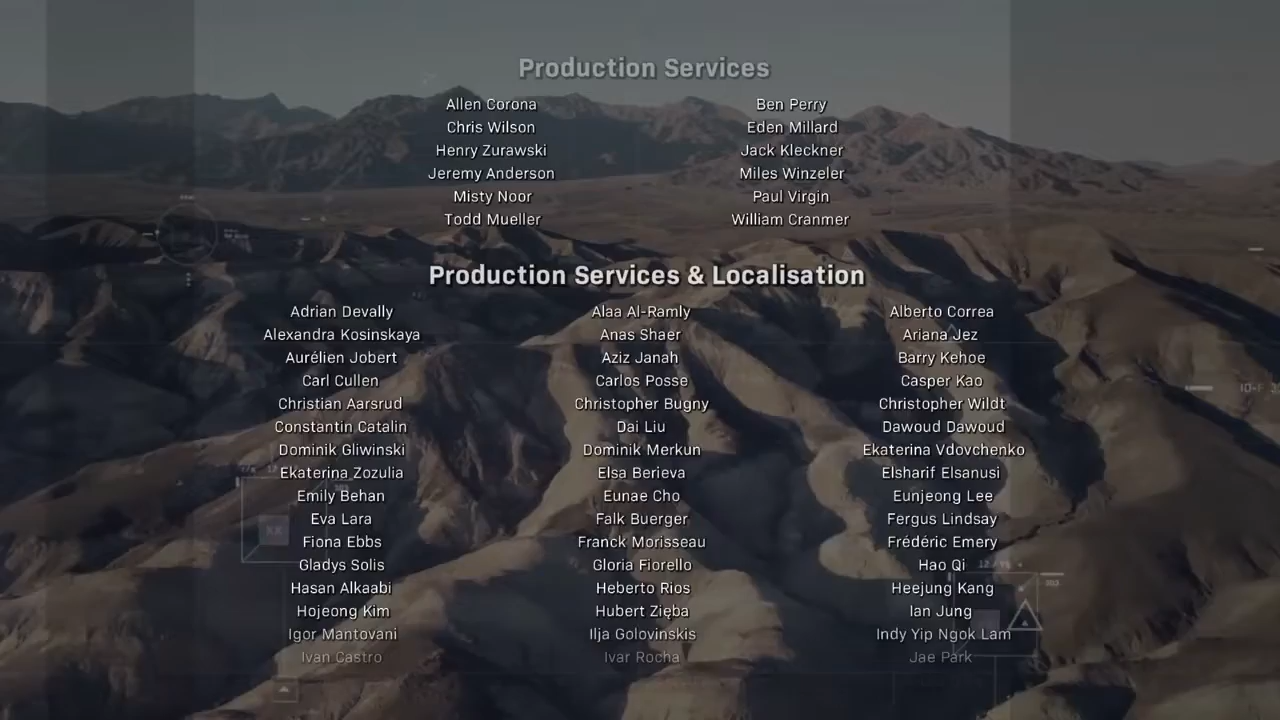 Production Services
Allen Corona Ben Perry
Chris Wilson Eden Millard
Henry Zurawski Jack Kleckner
Jeremy Anderson Miles Winzeler
Misty Noor Paul Virgin
Todd Mueller William Cranmer
Production Services & Localisation
Adrian Devally Alaa Al-Ramly Alberto Correa
Alexandra Kosinskaya Anas Shaer Ariana Jez
Aurélien Jobert Aziz Janah Barry Kehoe
Carl Cullen Carlos Posse Casper Kao
Christian Aarsrud Christopher Bugny Christopher Wildt
Constantin Catalin Dai Liu Dawoud Dawoud
Dominik Gliwinski Dominik Merkun Ekaterina Vdovchenko
Ekaterina Zozulia Elsa Berieva Elsharif Elsanusi
Emily Behan Eunae Cho Eunjeong Lee
Eva Lara Falk Buerger Fergus Lindsay
Fiona Ebbs Franck Morisseau Frédéric Emery
Gladys Solis Gloria Fiorello Hao Qi
Hasan Alkaabi Heberto Rios Heejung Kang
Hojeong Kim Hubert Zięba Ian Jung
Igor Mantovani Ilja Golovinskis Indy Yip Ngok Lam
Ivan Castro Ivar Rocha Jae Park